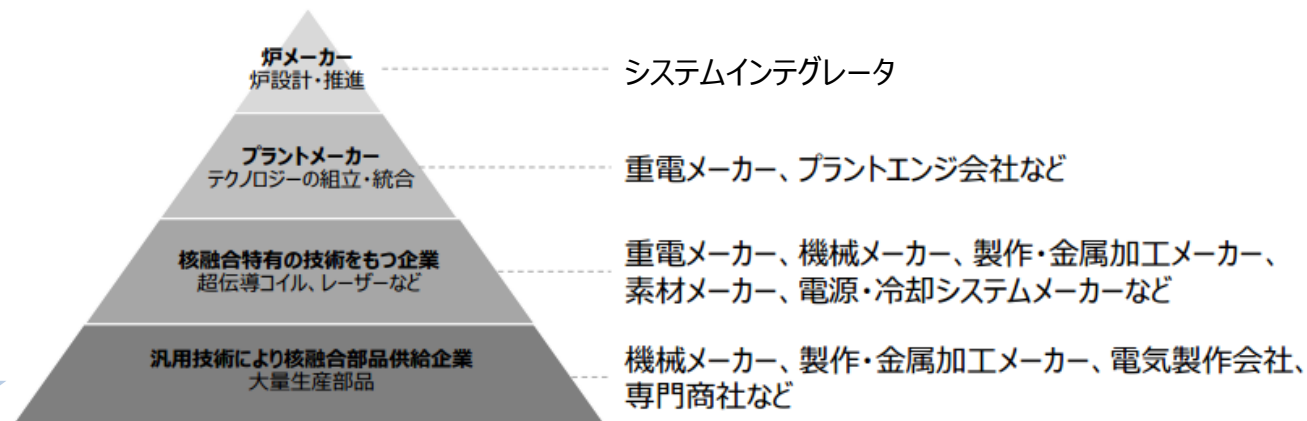 炉メーカー
炉設計・推進
システムインテグレータ
プラントメーカー
テクノロジーの組立・統合
重電メーカー、プラントエンジ会社など
核融合特有の技術をもつ企業
超伝導コイル、レーザーなど
重電メーカー、機械メーカー、製作・金属加工メーカー、
素材メーカー、電源・冷却システムメーカーなど
汎用技術により核融合部品供給企業
大量生産部品
機械メーカー、製作・金属加工メーカー、電気製作会社、
専門商社など